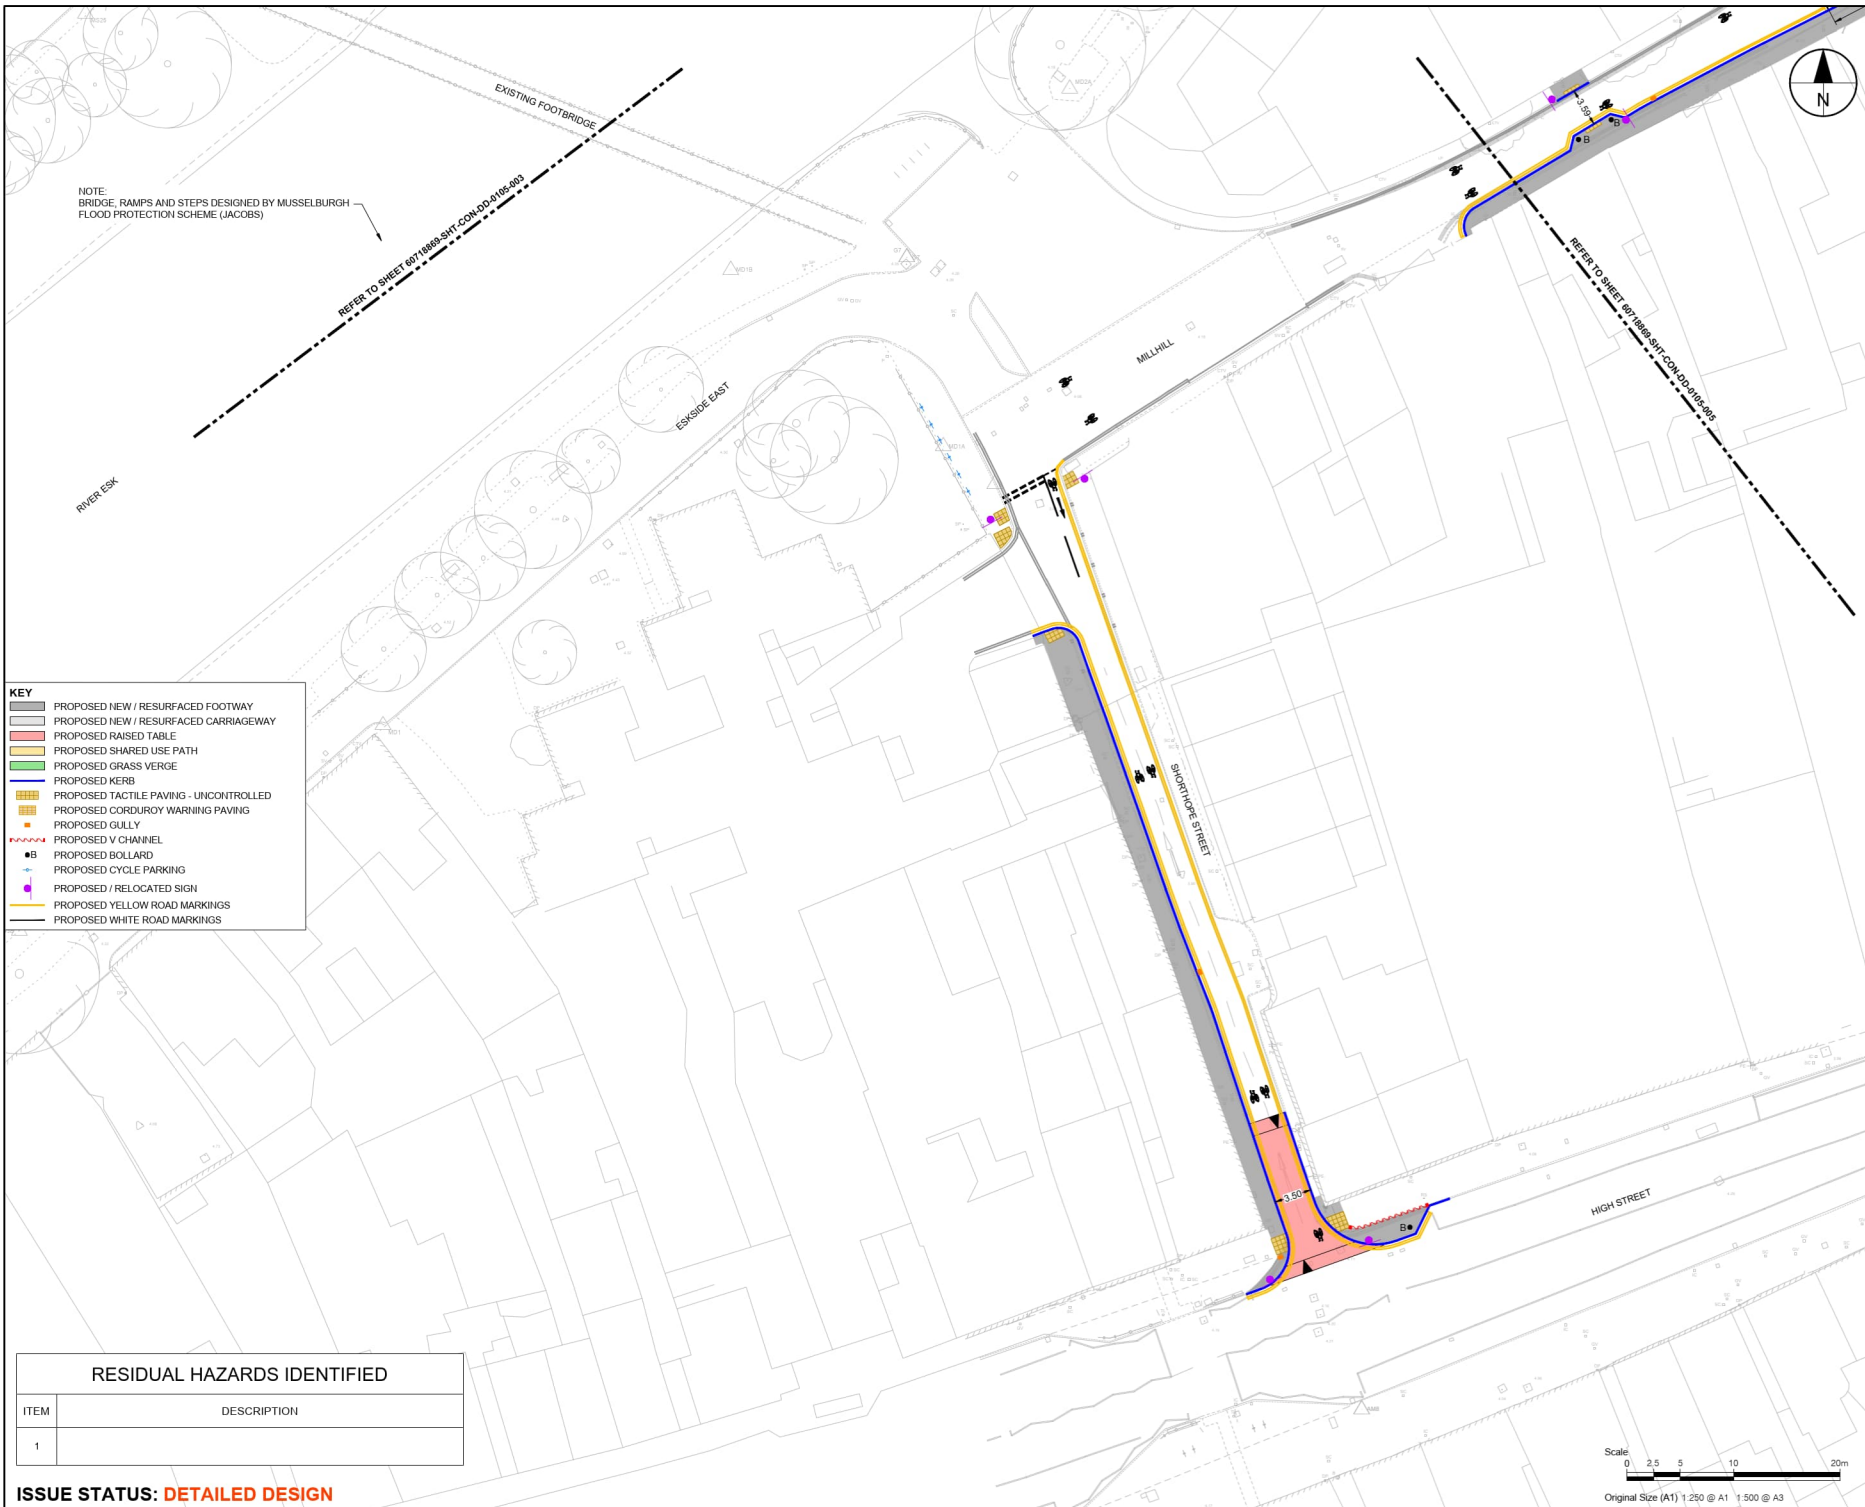 EXISTING FOOTBRIDGE
N
3.59
B
B
NOTE:
BRIDGE, RAMPS AND STEPS DESIGNED BY MUSSELBURGH
FLOOD PROTECTION SCHEME (JACOBS)
REFER TO SHEET 60718869-SHT-CON-DD-0105-003
REFER TO SHEET 60718869-SHT-CON-DD-0105-005
MD2A
MD1B
MILLHILL
ESKSIDE EAST
MD1A
RIVER ESK
MD1
SHORTHOPE STREET
KEY
PROPOSED NEW / RESURFACED FOOTWAY
PROPOSED NEW / RESURFACED CARRIAGEWAY
PROPOSED RAISED TABLE
PROPOSED SHARED USE PATH
PROPOSED GRASS VERGE
PROPOSED KERB
PROPOSED TACTILE PAVING - UNCONTROLLED
PROPOSED CORDUROY WARNING PAVING
PROPOSED GULLY
PROPOSED V CHANNEL
B PROPOSED BOLLARD
PROPOSED CYCLE PARKING
PROPOSED / RELOCATED SIGN
PROPOSED YELLOW ROAD MARKINGS
PROPOSED WHITE ROAD MARKINGS
3.50
B
HIGH STREET
RESIDUAL HAZARDS IDENTIFIED
ITEM DESCRIPTION
1
ISSUE STATUS: DETAILED DESIGN
Scale
0 2.5 5 10 20m
Original Size (A1) 1:250 @ A1 1:500 @ A3